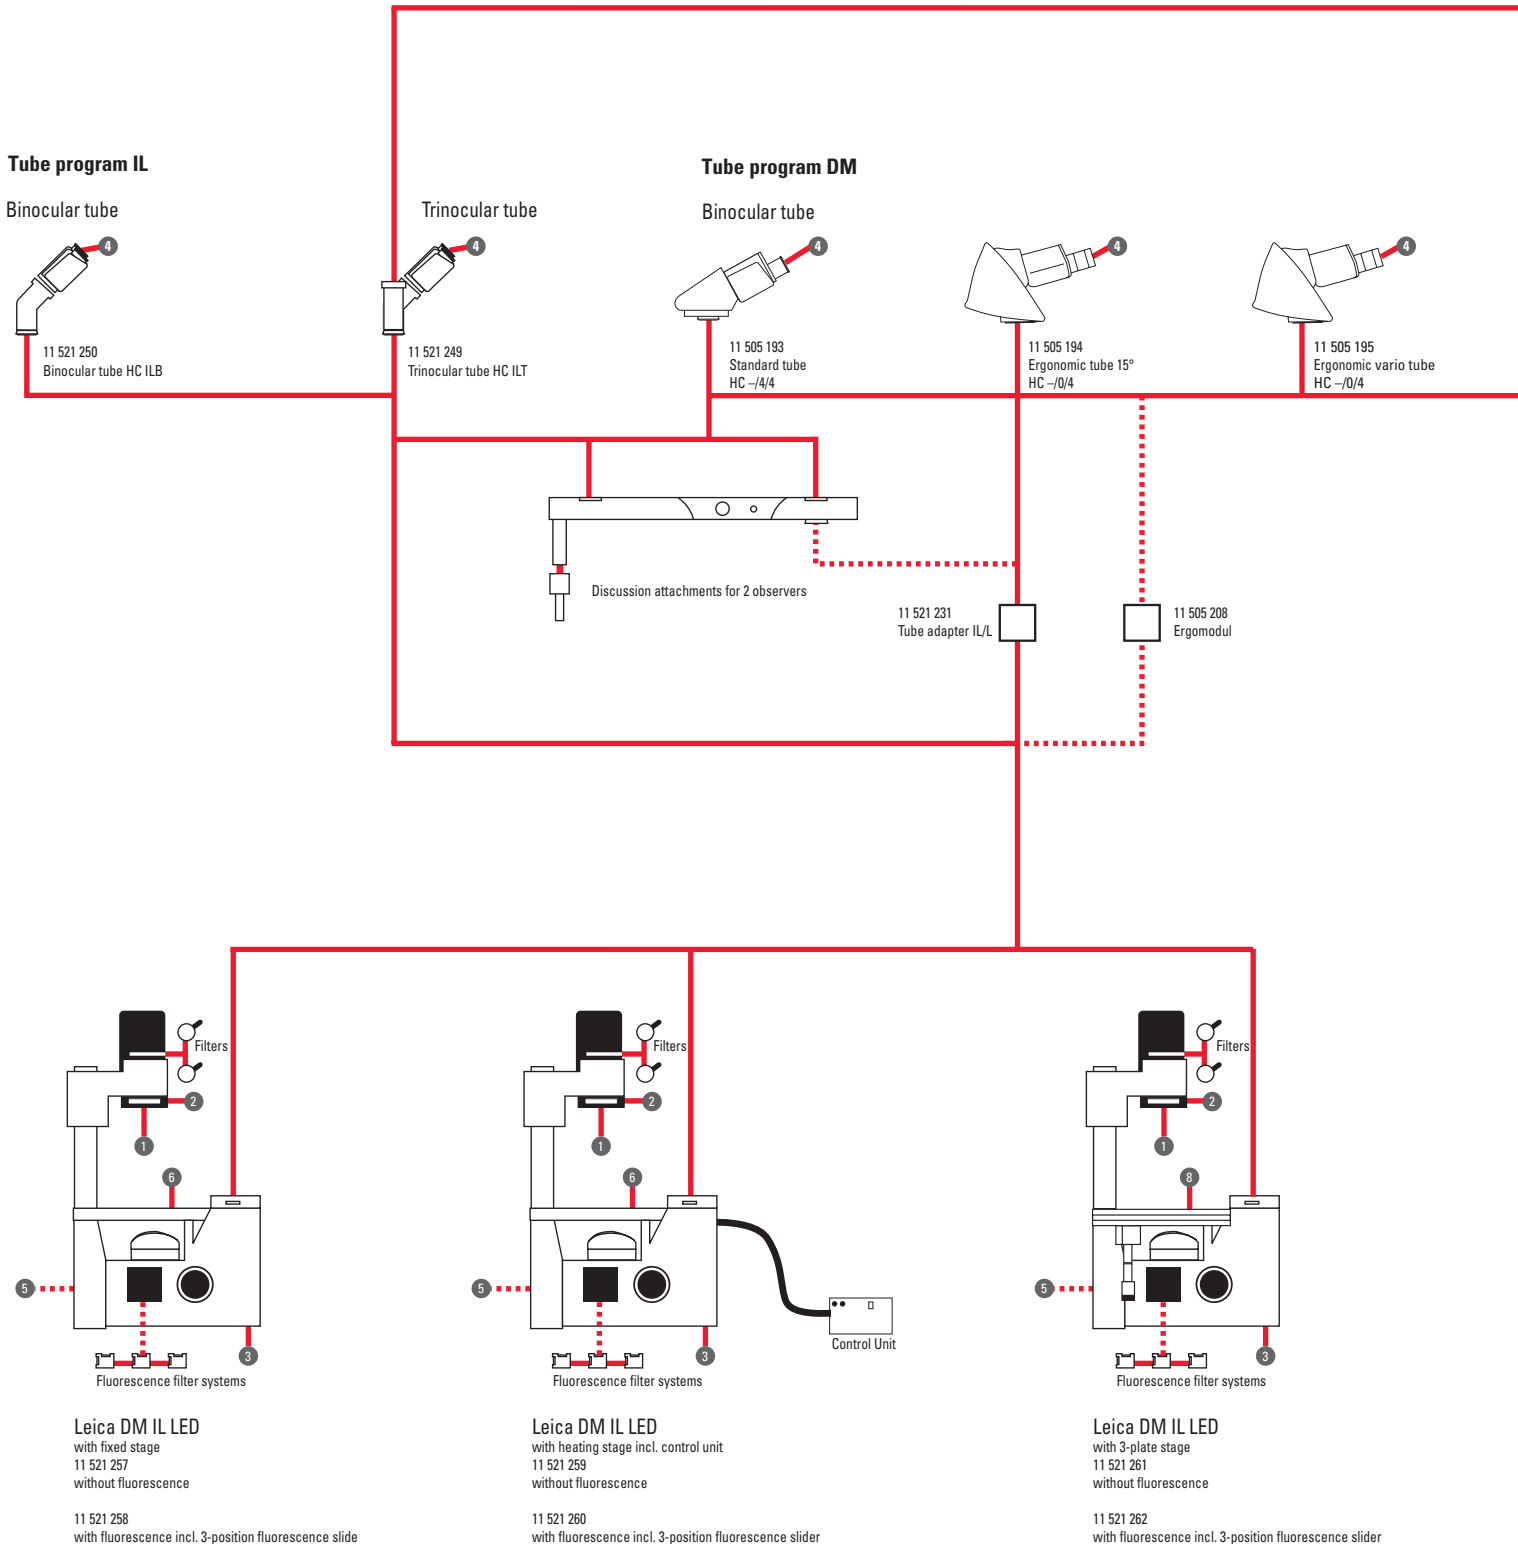 Tube program IL
Tube program DM
Binocular tube
Trinocular tube
Binocular tube
4
4
4
4
4
11 521 250
Binocular tube HC ILB
11 521 249
Trinocular tube HC ILT
11 505 193
Standard tube
HC –/4/4
11 505 194
Ergonomic tube 15°
HC –/0/4
11 505 195
Ergonomic vario tube
HC –/0/4
Discussion attachments for 2 observers
11 521 231
Tube adapter IL/L
11 505 208
Ergomodul
Filters
2
1
6
5
3
Fluorescence filter systems
Leica DM IL LED
with fixed stage
11 521 257
without fluorescence
11 521 258
with fluorescence incl. 3-position fluorescence slide
Filters
2
1
6
5
3
Control Unit
Fluorescence filter systems
Leica DM IL LED
with heating stage incl. control unit
11 521 259
without fluorescence
11 521 260
with fluorescence incl. 3-position fluorescence slider
Filters
2
1
8
5
3
Fluorescence filter systems
Leica DM IL LED
with 3-plate stage
11 521 261
without fluorescence
11 521 262
with fluorescence incl. 3-position fluorescence slider